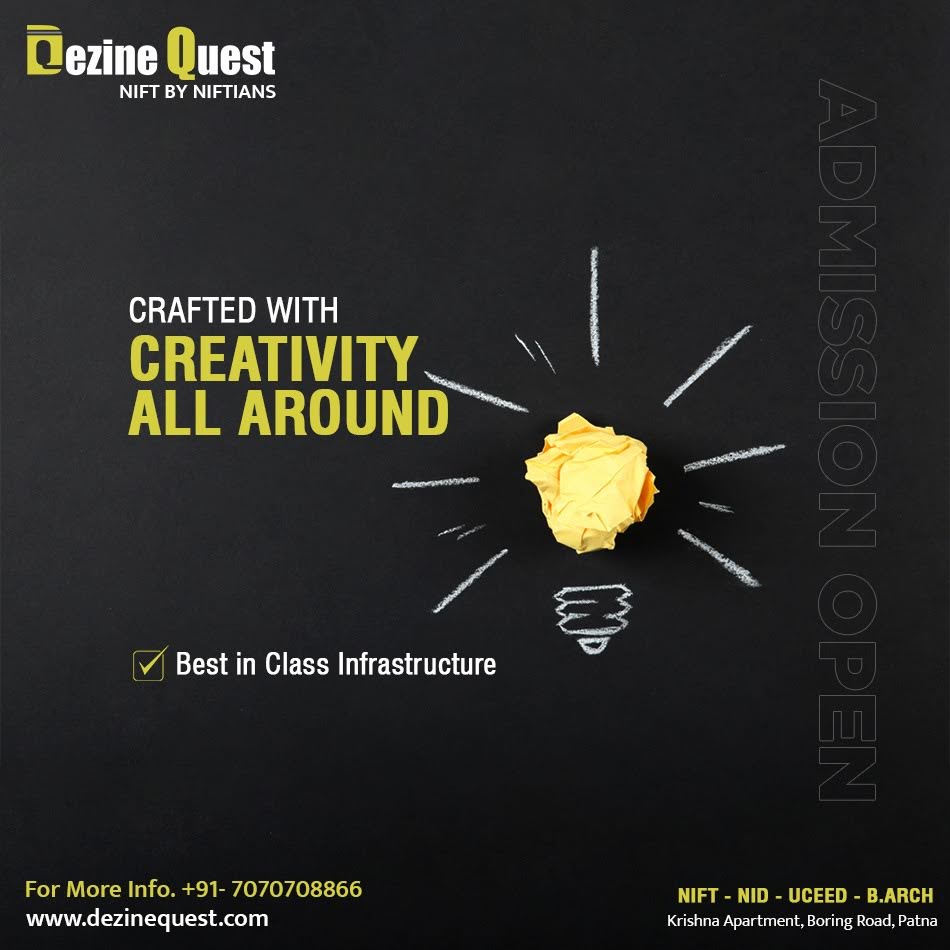 Dezine Quest
NIFT BY NIFTIANS
ADMISSION OPEN
CRAFTED WITH
CREATIVITY
ALL AROUND
Best in Class Infrastructure
For More Info. +91- 7070708866
www.dezinequest.com
NIFT - NID - UCEED - B.ARCH
Krishna Apartment, Boring Road, Patna